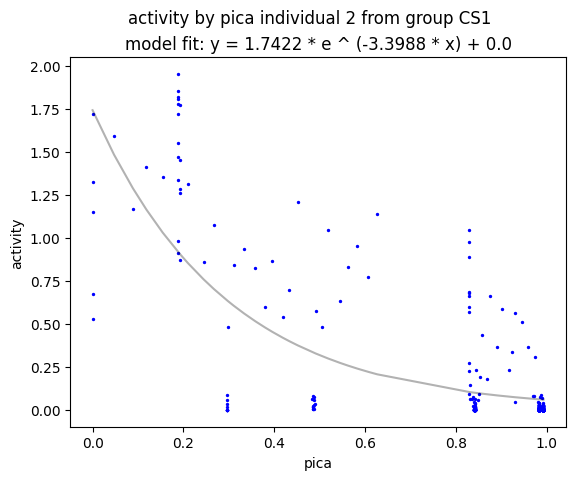 activity by pica individual 2 from group CS1
model fit: y = 1.7422 * e ^ (-3.3988 * x) + 0.0
2.00
1.75
1.50
1.25
1.00
0.75
0.50
0.25
0.00
activity
0.0 0.2 0.4 0.6 0.8 1.0
pica